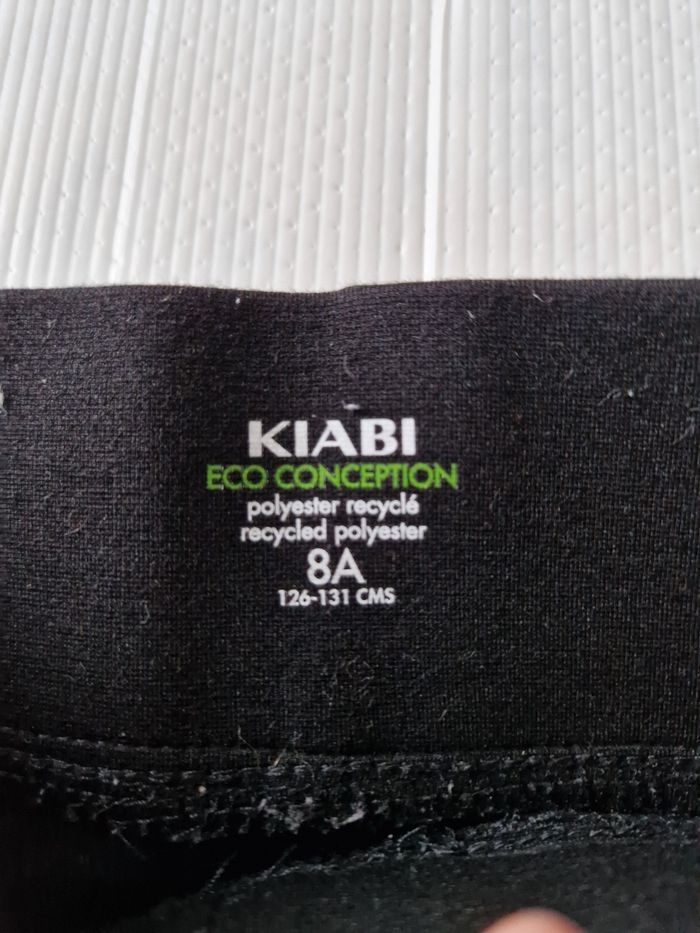 KIABI
ECO CONCEPTION
polyester recyclé
recycled polyester
8A
126-131 CMS